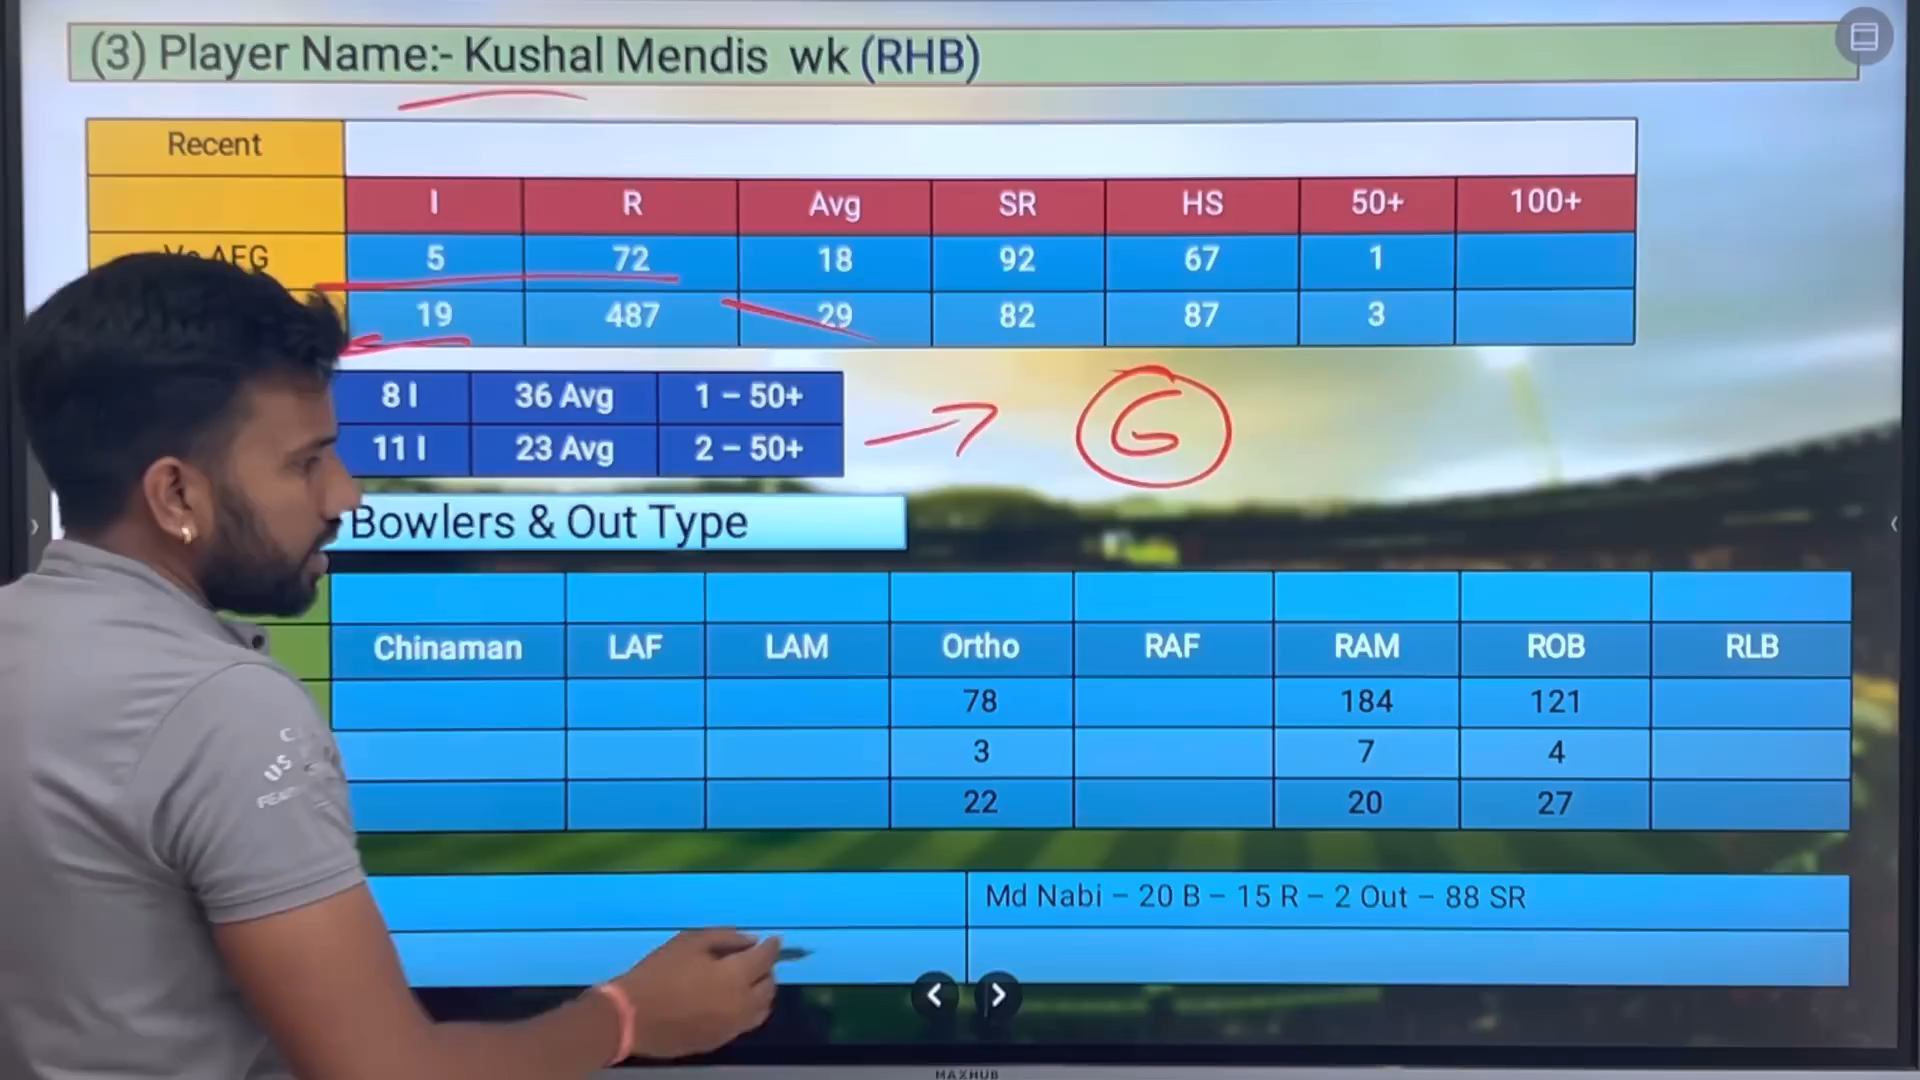 (3) Player Name:- Kushal Mendis wk (RHB)
Recent
I R Avg SR HS 50+ 100+
Vs AFG 5 72 18 92 67 1
19 487 29 82 87 3
8 I 36 Avg 1 – 50+
11 I 23 Avg 2 – 50+
G
Bowlers & Out Type
Chinaman LAF LAM Ortho RAF RAM ROB RLB
78 184 121
3 7 4
22 20 27
Md Nabi – 20 B – 15 R – 2 Out – 88 SR
US
MAXHUB